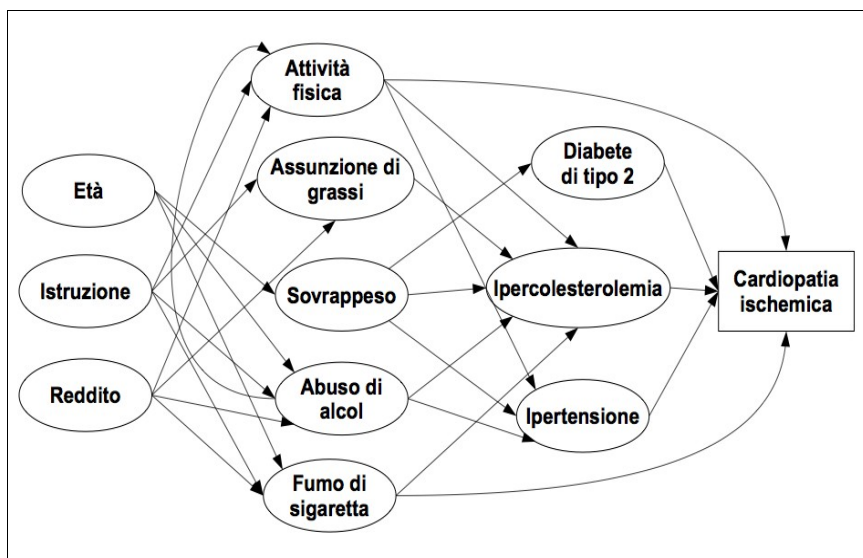 Attività
fisica
Assunzione di
grassi
Diabete
di tipo 2
Età
Istruzione
Sovrappeso
Ipercolesterolemia
Cardiopatia
ischemica
Reddito
Abuso di
alcol
Ipertensione
Fumo di
sigaretta